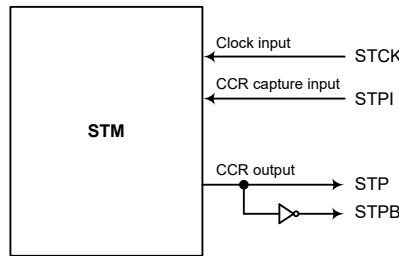 Clock input
STCK
CCR capture input
STPI
STM
CCR output
STP
STPB